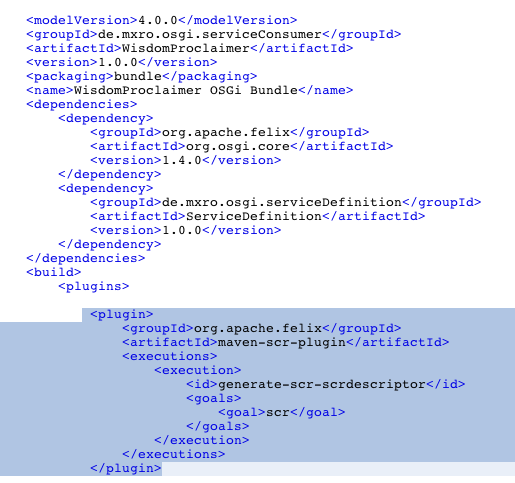 <modelVersion>4.0.0</modelVersion>
<groupId>de.mxro.osgi.serviceConsumer</groupId>
<artifactId>WisdomProclaimer</artifactId>
<version>1.0.0</version>
<packaging>bundle</packaging>
<name>WisdomProclaimer OSGi Bundle</name>
<dependencies>
<dependency>
<groupId>org.apache.felix</groupId>
<artifactId>org.osgi.core</artifactId>
<version>1.4.0</version>
</dependency>
<dependency>
<groupId>de.mxro.osgi.serviceDefinition</groupId>
<artifactId>ServiceDefinition</artifactId>
<version>1.0.0</version>
</dependency>
</dependencies>
<build>
<plugins>
<plugin>
<groupId>org.apache.felix</groupId>
<artifactId>maven-scr-plugin</artifactId>
<executions>
<execution>
<id>generate-scr-scrdescriptor</id>
<goals>
<goal>scr</goal>
</goals>
</execution>
</executions>
</plugin>